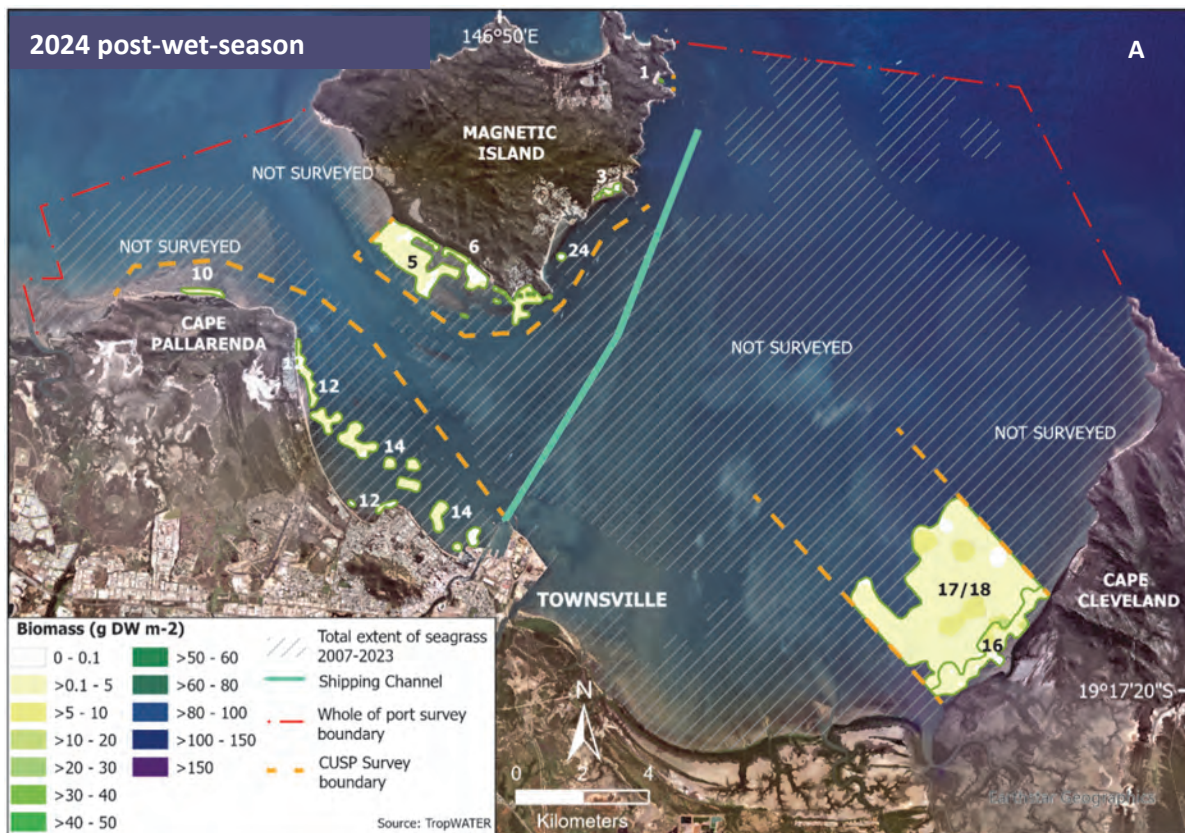 2024 post-wet-season
146°50'E
A
1
MAGNETIC
ISLAND
NOT SURVEYED
3
NOT SURVEYED
24
6
5
10
CAPE
PALLARENDA
NOT SURVEYED
12
NOT SURVEYED
14
12
14
17/18
CAPE
CLEVELAND
TOWNSVILLE
16
19°17'20"S
Biomass (g DW m-2)
0 - 0.1
>0.1 - 5
>5 - 10
>10 - 20
>20 - 30
>30 - 40
>40 - 50
>50 - 60
>60 - 80
>80 - 100
>100 - 150
>150
Total extent of seagrass
2007-2023
Shipping Channel
Whole of port survey
boundary
CUSP Survey
boundary
Source: TropWATER
N
0 2 4
Kilometers
Earthstar Geographics